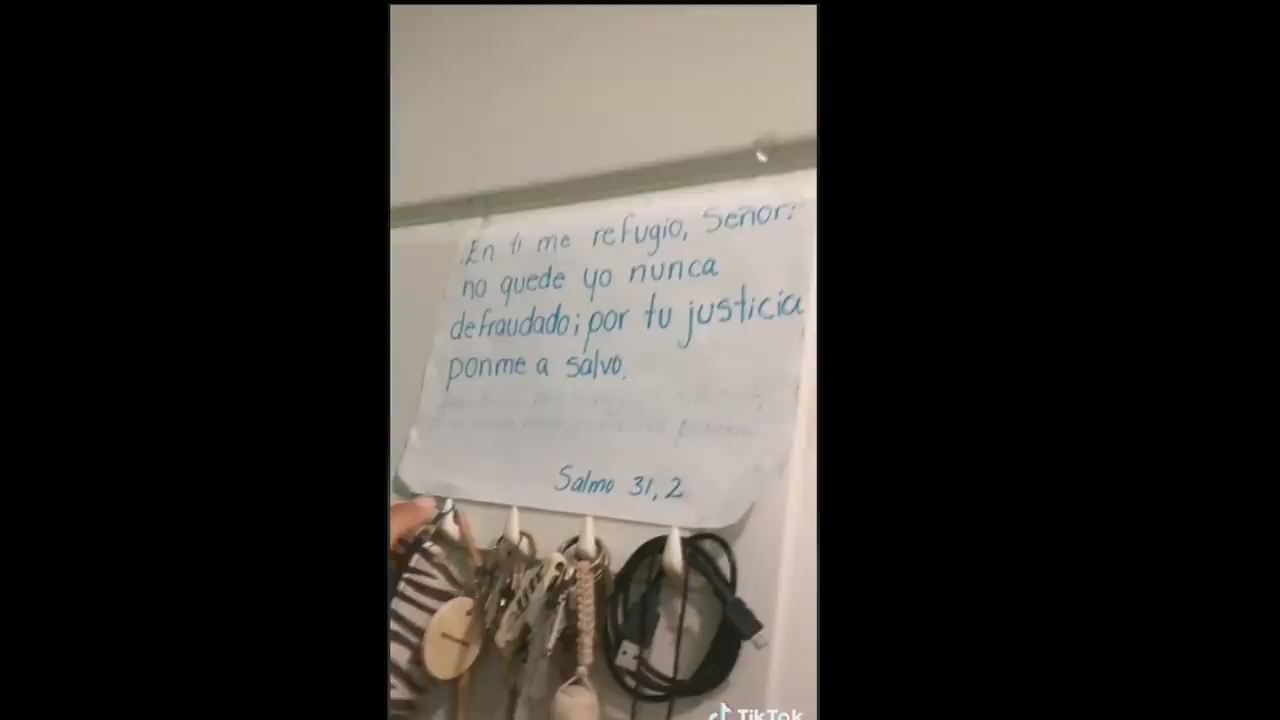 En ti me refugio, Señor:
no quede yo nunca
defraudado; por tu justicia
ponme a salvo.
Salmo 31, 2
TikTok